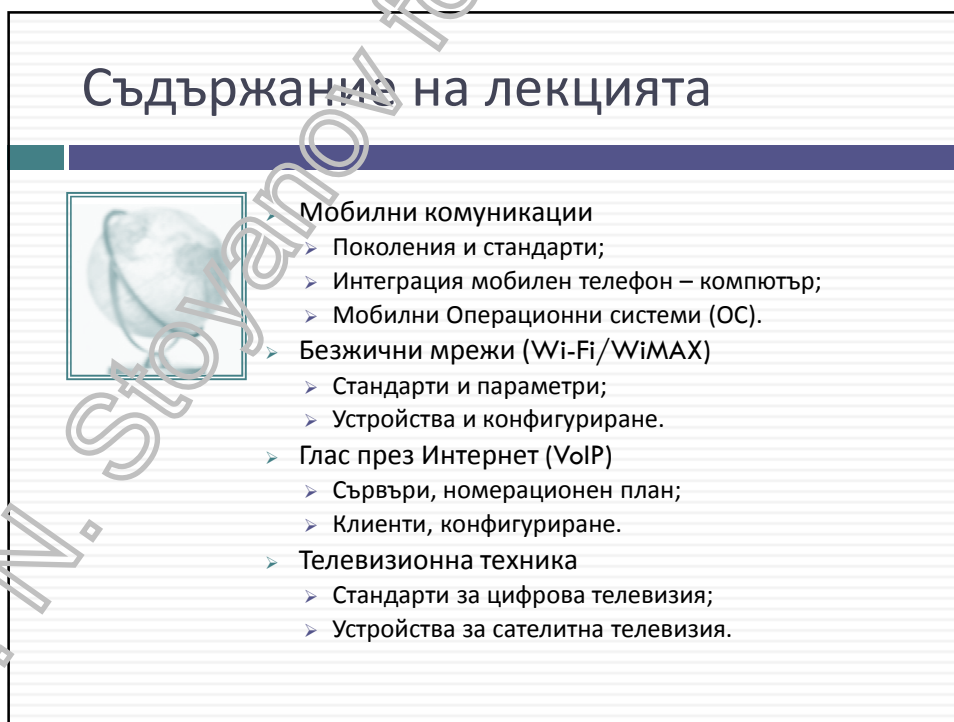 Съдържание на лекцията
Мобилни комуникации
Поколения и стандарти;
Интеграция мобилен телефон – компютър;
Мобилни Операционни системи (ОС).
Безжични мрежи (Wi-Fi/WiMAX)
Стандарти и параметри;
Устройства и конфигуриране.
Глас през Интернет (VoIP)
Сървъри, номерационен план;
Клиенти, конфигуриране.
Телевизионна техника
Стандарти за цифрова телевизия;
Устройства за сателитна телевизия.
N. Stoyanov